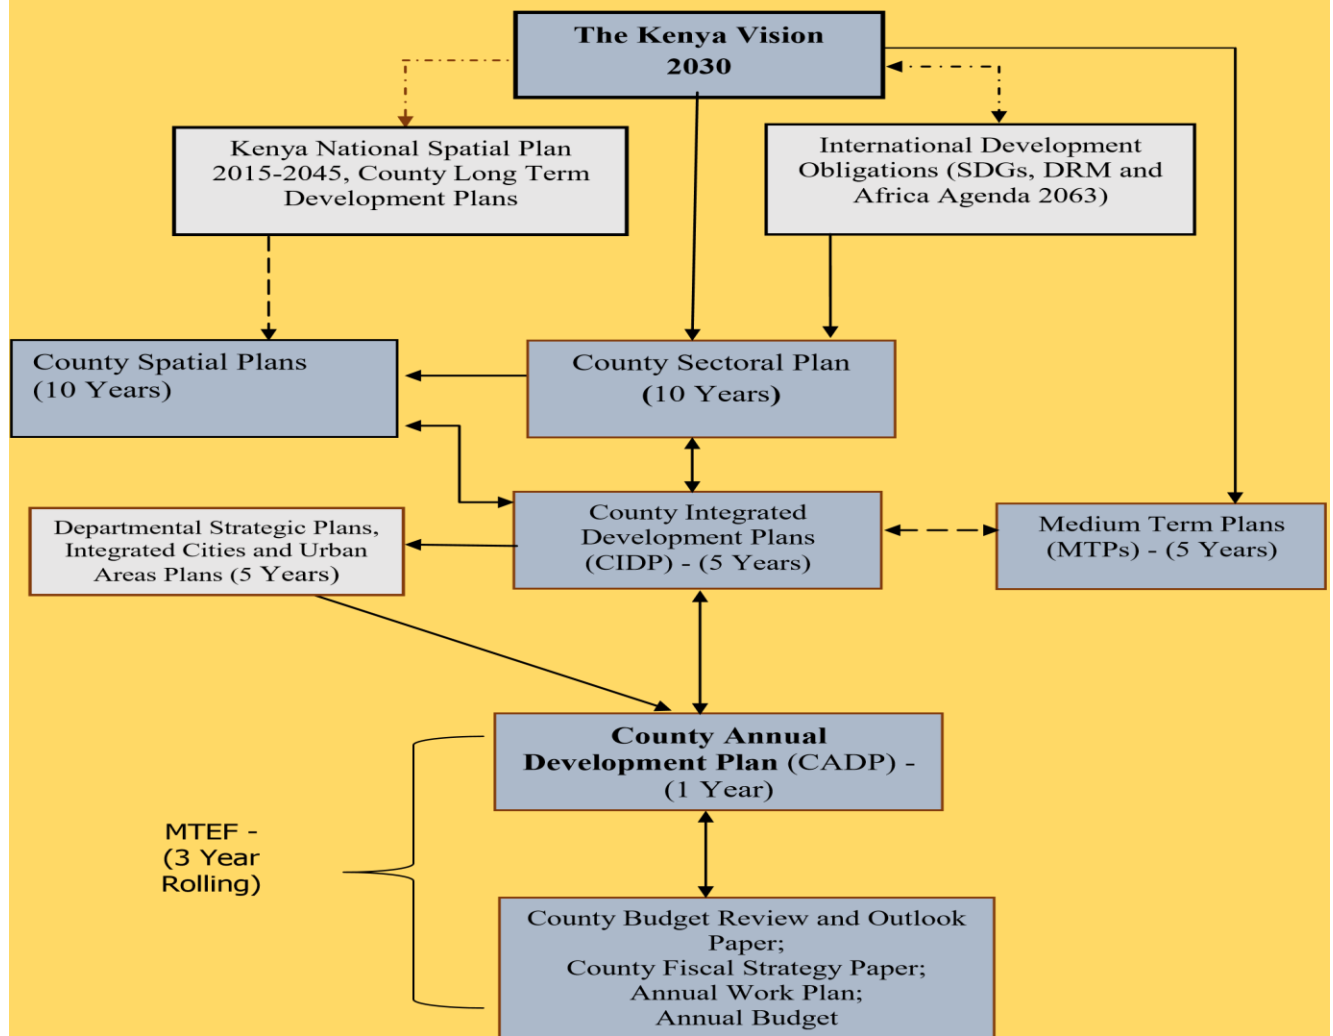 The Kenya Vision
2030
Kenya National Spatial Plan
2015-2045, County Long Term
Development Plans
International Development
Obligations (SDGs, DRM and
Africa Agenda 2063)
County Spatial Plans
(10 Years)
County Sectoral Plan
(10 Years)
Departmental Strategic Plans,
Integrated Cities and Urban
Areas Plans (5 Years)
County Integrated
Development Plans
(CIDP) - (5 Years)
Medium Term Plans
(MTPs) - (5 Years)
County Annual
Development Plan (CADP) -
(1 Year)
MTEF -
(3 Year
Rolling)
County Budget Review and Outlook
Paper;
County Fiscal Strategy Paper;
Annual Work Plan;
Annual Budget